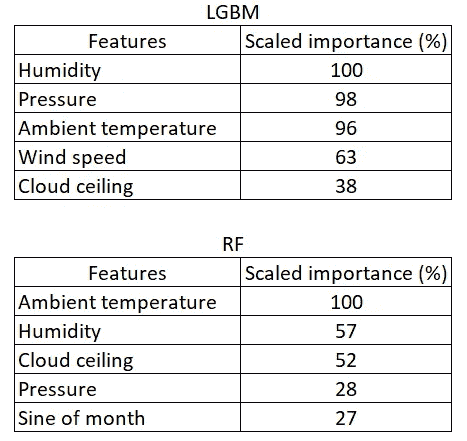 LGBM
Features Scaled importance (%)
Humidity 100
Pressure 98
Ambient temperature 96
Wind speed 63
Cloud ceiling 38
RF
Features Scaled importance (%)
Ambient temperature 100
Humidity 57
Cloud ceiling 52
Pressure 28
Sine of month 27